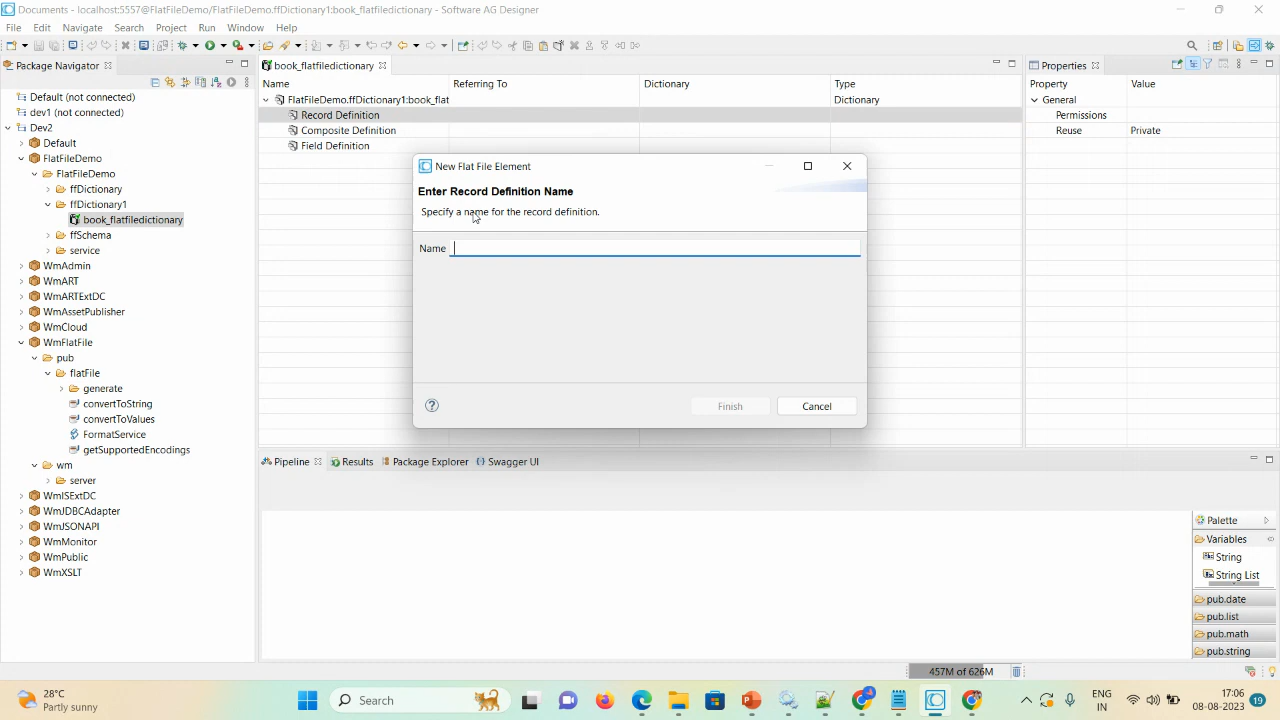 Documents - localhost:5557@FlatFileDemo/FlatFileDemo.ffDictionary1:book_flatfiledictionary - Software AG Designer
File Edit Navigate Search Project Run Window Help
Package Navigator
Default (not connected)
dev1 (not connected)
Dev2
Default
FlatFileDemo
FlatFileDemo
ffDictionary
ffDictionary1
book_flatfiledictionary
ffSchema
service
WmAdmin
WmART
WmARTExtDC
WmAssetPublisher
WmCloud
WmFlatFile
pub
flatFile
generate
convertToString
convertToValues
FormatService
getSupportedEncodings
wm
server
WmISExtDC
WmJDBCAdapter
WmJSONAPI
WmMonitor
WmPublic
WmXSLT
book_flatfiledictionary
Name Referring To Dictionary Type
FlatFileDemo.ffDictionary1:book_flat Dictionary
Record Definition
Composite Definition
Field Definition
New Flat File Element
Enter Record Definition Name
Specify a name for the record definition.
Name
Finish Cancel
Properties
Property Value
General
Permissions
Reuse Private
Pipeline Results Package Explorer Swagger UI
Palette
Variables
String
String List
pub.date
pub.list
pub.math
pub.string
457M of 626M
28°C
Partly sunny
Search
ENG
IN
17:06
08-08-2023
19